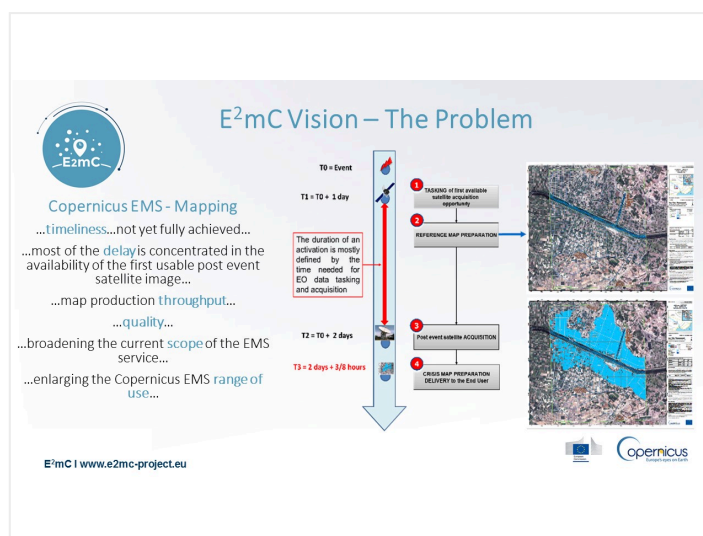 E²mC Vision – The Problem
E2mC
Copernicus EMS - Mapping
...timeliness...not yet fully achieved...
...most of the delay is concentrated in the
availability of the first usable post event
satellite image...
...map production throughput...
...quality...
...broadening the current scope of the EMS
service...
...enlarging the Copernicus EMS range of
use...
T0 = Event
T1 = T0 + 1 day
The duration of an
activation is mostly
defined by the
time needed for
EO data tasking
and acquisition
T2 = T0 + 2 days
T3 = 2 days + 3/8 hours
1
TASKING of first available
satellite acquisition
opportunity
2
REFERENCE MAP PREPARATION
3
Post event satellite ACQUISITION
4
CRISIS MAP PREPARATION
DELIVERY to the End User
E²mC I www.e2mc-project.eu
opernicus
Europe's eyes on Earth